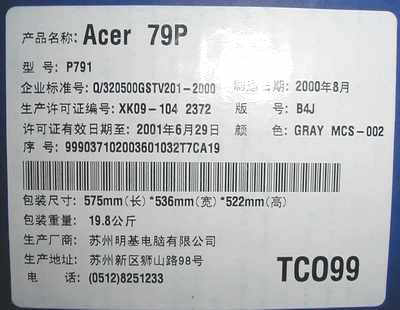 产品名称: Acer 79P
型 号: P791
企业标准号: Q/320500GSTV201-2000 制造日期: 2000年8月
生产许可证编号: XK09-104 2372 版 号: B4J
许可证有效日期至: 2001年6月29日 颜 色: GRAY MCS-002
序 号: 999037102003601032T7CA19
包装尺寸: 575mm(长)*536mm(宽)*522mm(高)
包装重量: 19.8公斤
生产厂商: 苏州明基电脑有限公司
生产地址: 苏州新区狮山路98号
电 话: (0512)8251233
TCO99